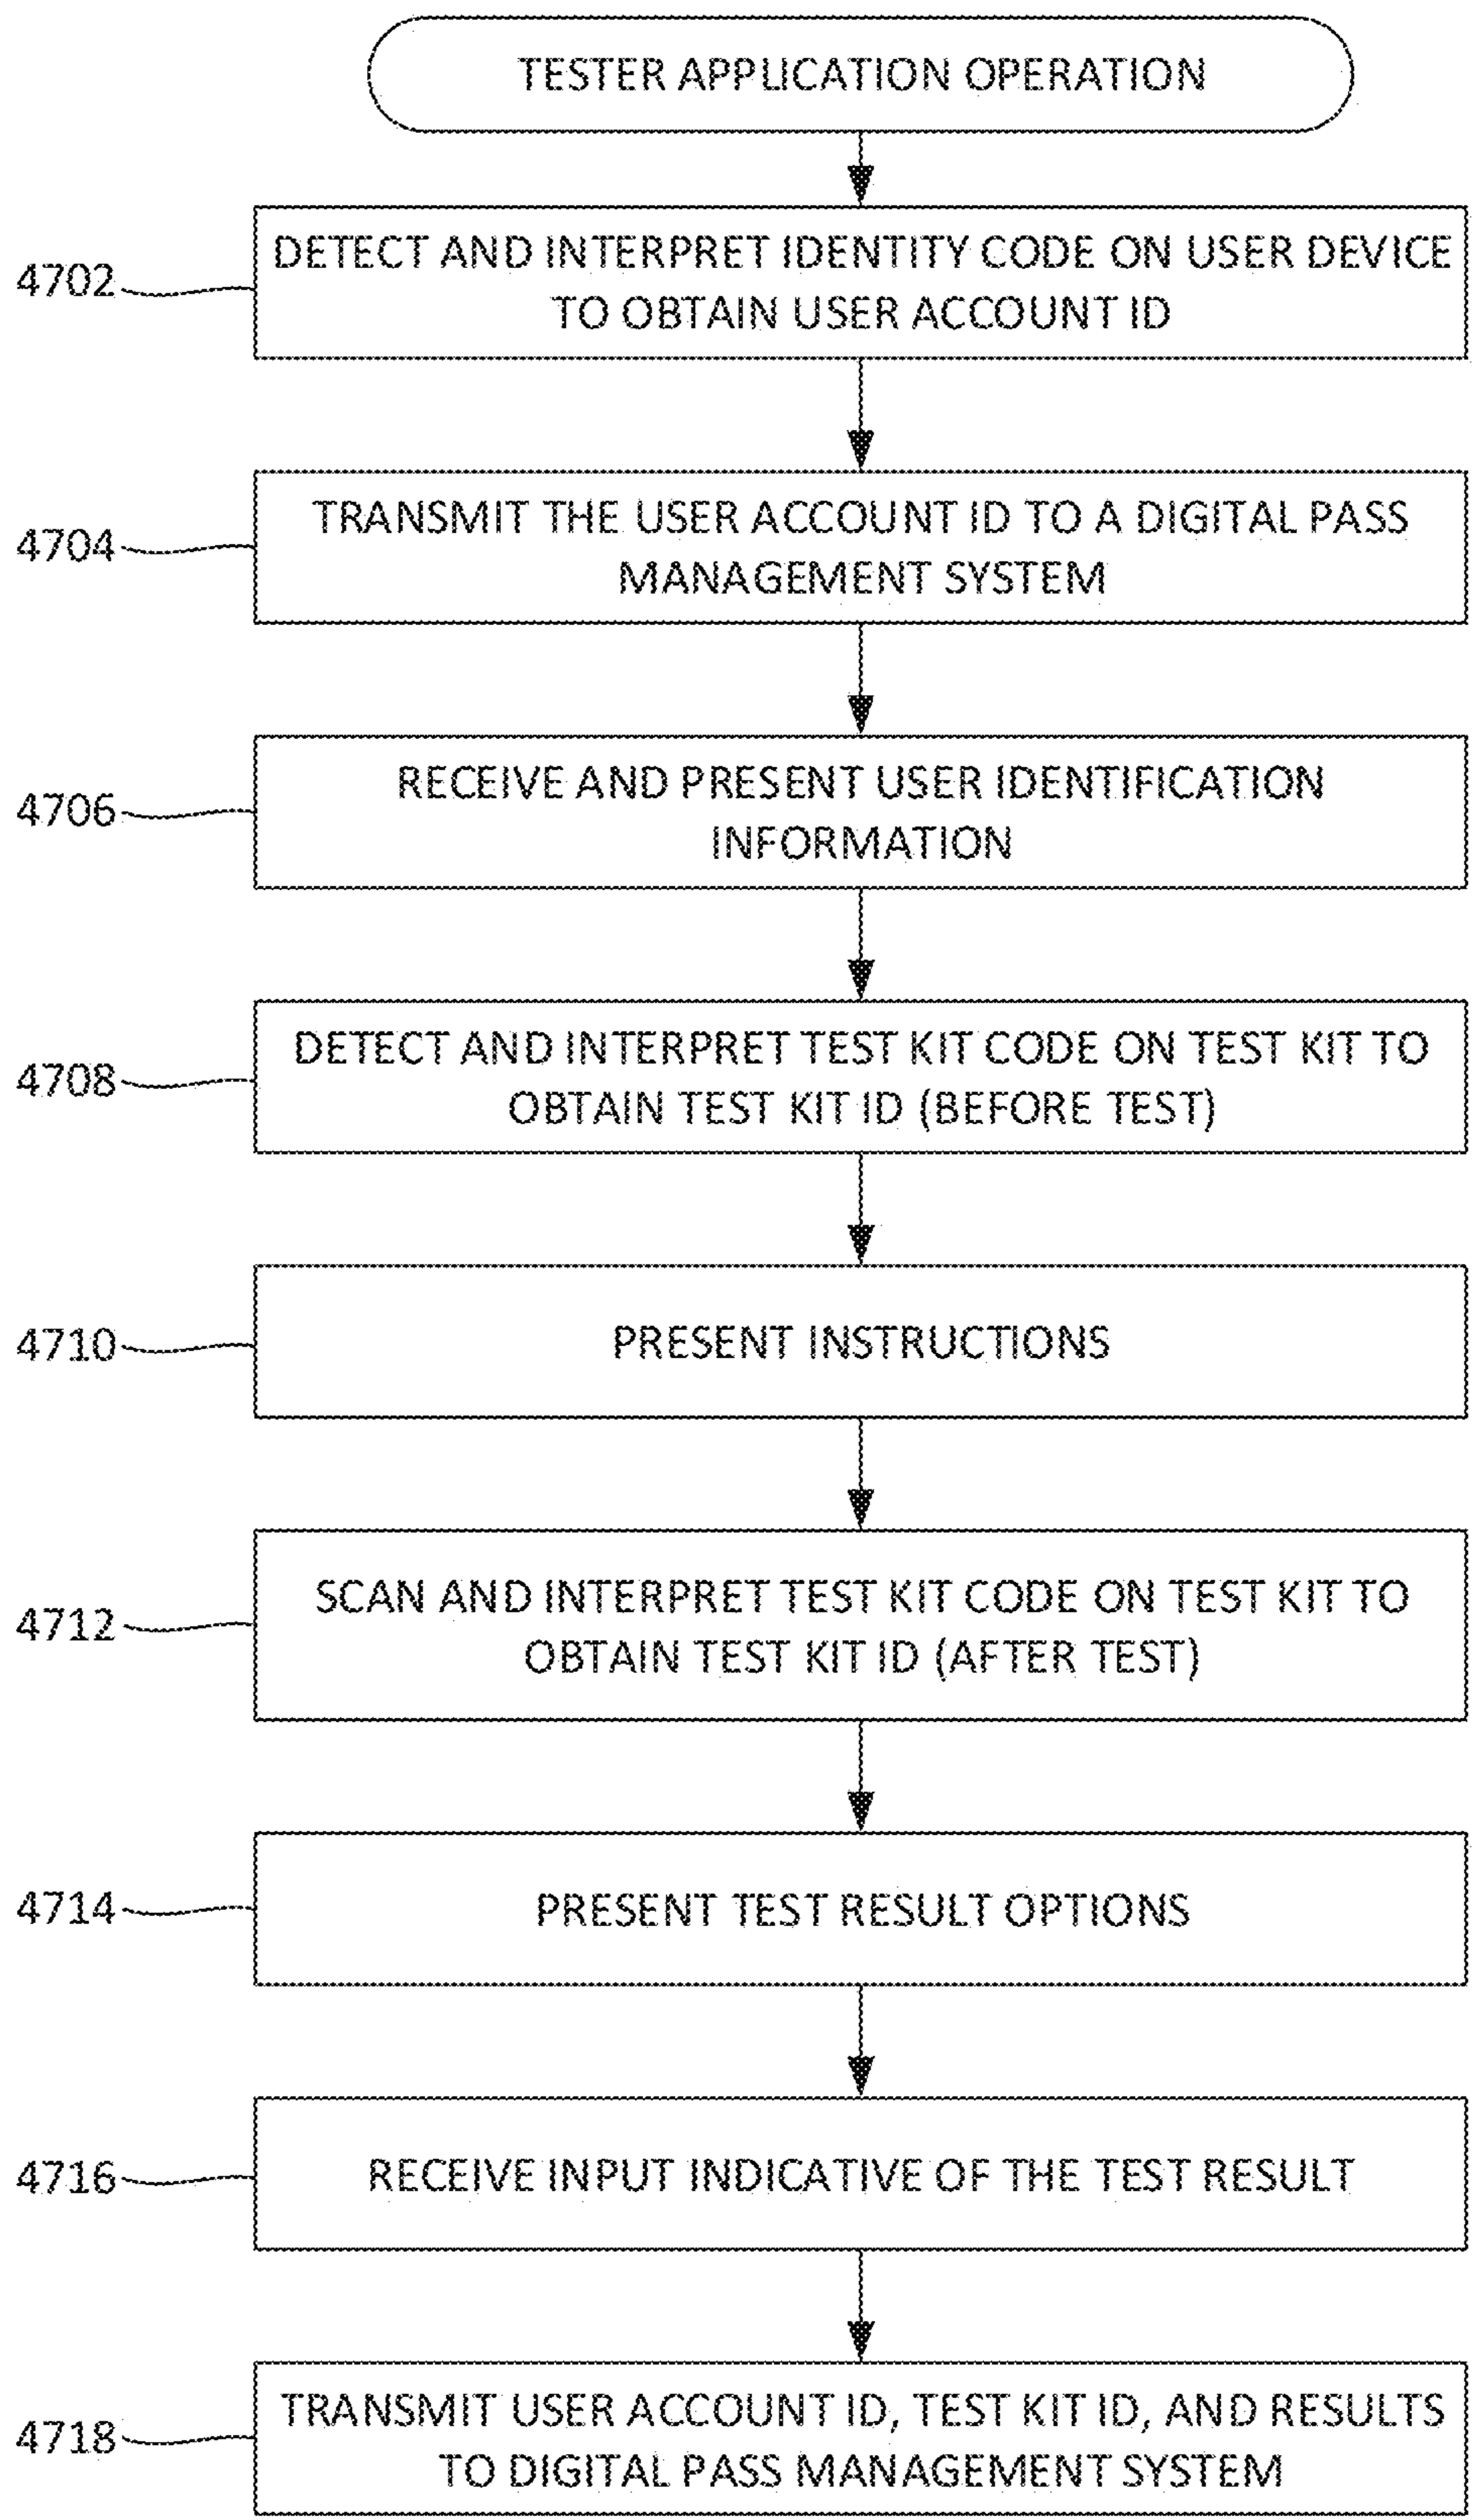 TESTER APPLICATION OPERATION
4702
DETECT AND INTERPRET IDENTITY CODE ON USER DEVICE
TO OBTAIN USER ACCOUNT ID
4704
TRANSMIT THE USER ACCOUNT ID TO A DIGITAL PASS
MANAGEMENT SYSTEM
4706
RECEIVE AND PRESENT USER IDENTIFICATION
INFORMATION
4708
DETECT AND INTERPRET TEST KIT CODE ON TEST KIT TO
OBTAIN TEST KIT ID (BEFORE TEST)
4710
PRESENT INSTRUCTIONS
4712
SCAN AND INTERPRET TEST KIT CODE ON TEST KIT TO
OBTAIN TEST KIT ID (AFTER TEST)
4714
PRESENT TEST RESULT OPTIONS
4716
RECEIVE INPUT INDICATIVE OF THE TEST RESULT
4718
TRANSMIT USER ACCOUNT ID, TEST KIT ID, AND RESULTS
TO DIGITAL PASS MANAGEMENT SYSTEM